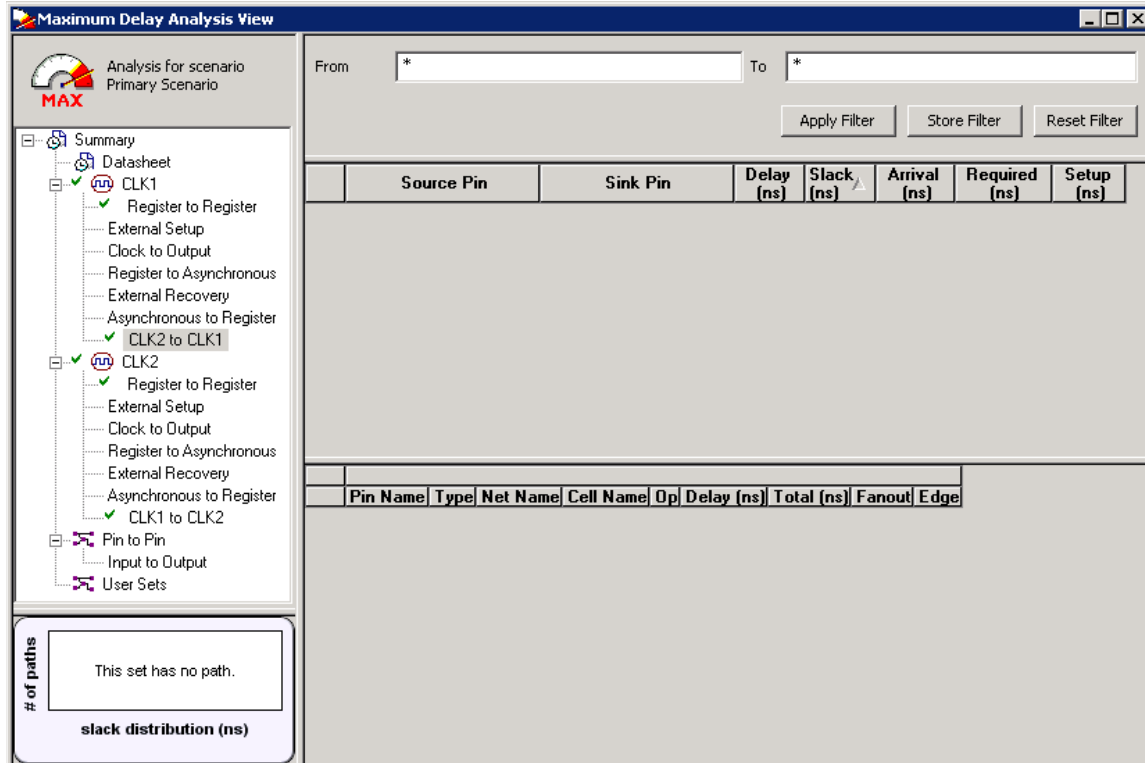 Maximum Delay Analysis View
Analysis for scenario
Primary Scenario
MAX
Summary
Datasheet
CLK1
Register to Register
External Setup
Clock to Output
Register to Asynchronous
External Recovery
Asynchronous to Register
CLK2 to CLK1
CLK2
Register to Register
External Setup
Clock to Output
Register to Asynchronous
External Recovery
Asynchronous to Register
CLK1 to CLK2
Pin to Pin
Input to Output
User Sets
# of paths
This set has no path.
slack distribution (ns)
From * To *
Apply Filter Store Filter Reset Filter
Source Pin Sink Pin Delay (ns) Slack (ns) Arrival (ns) Required (ns) Setup (ns)
Pin Name Type Net Name Cell Name Op Delay (ns) Total (ns) Fanout Edge